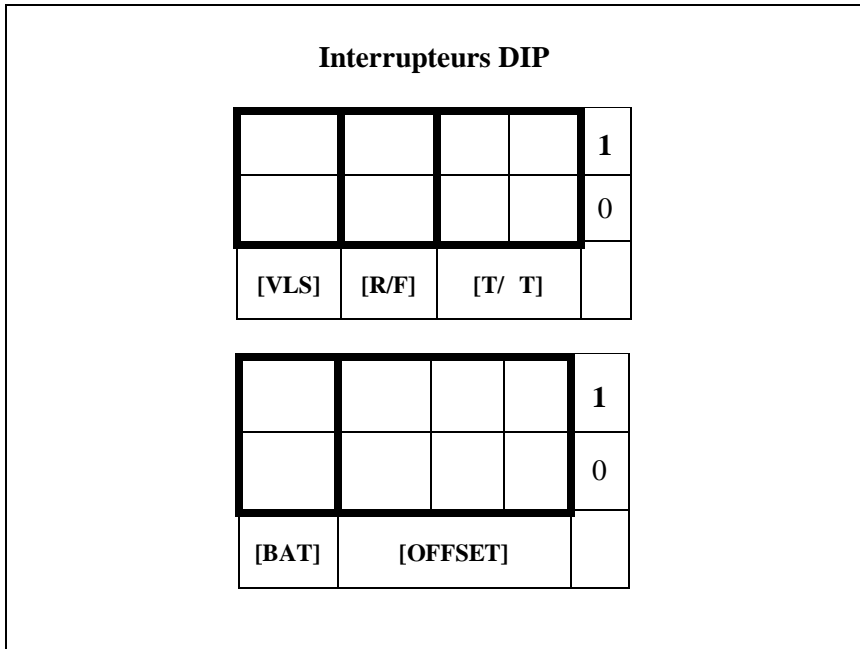 Interrupteurs DIP
1
0
[VLS] [R/F] [T/ T]
1
0
[BAT] [OFFSET]